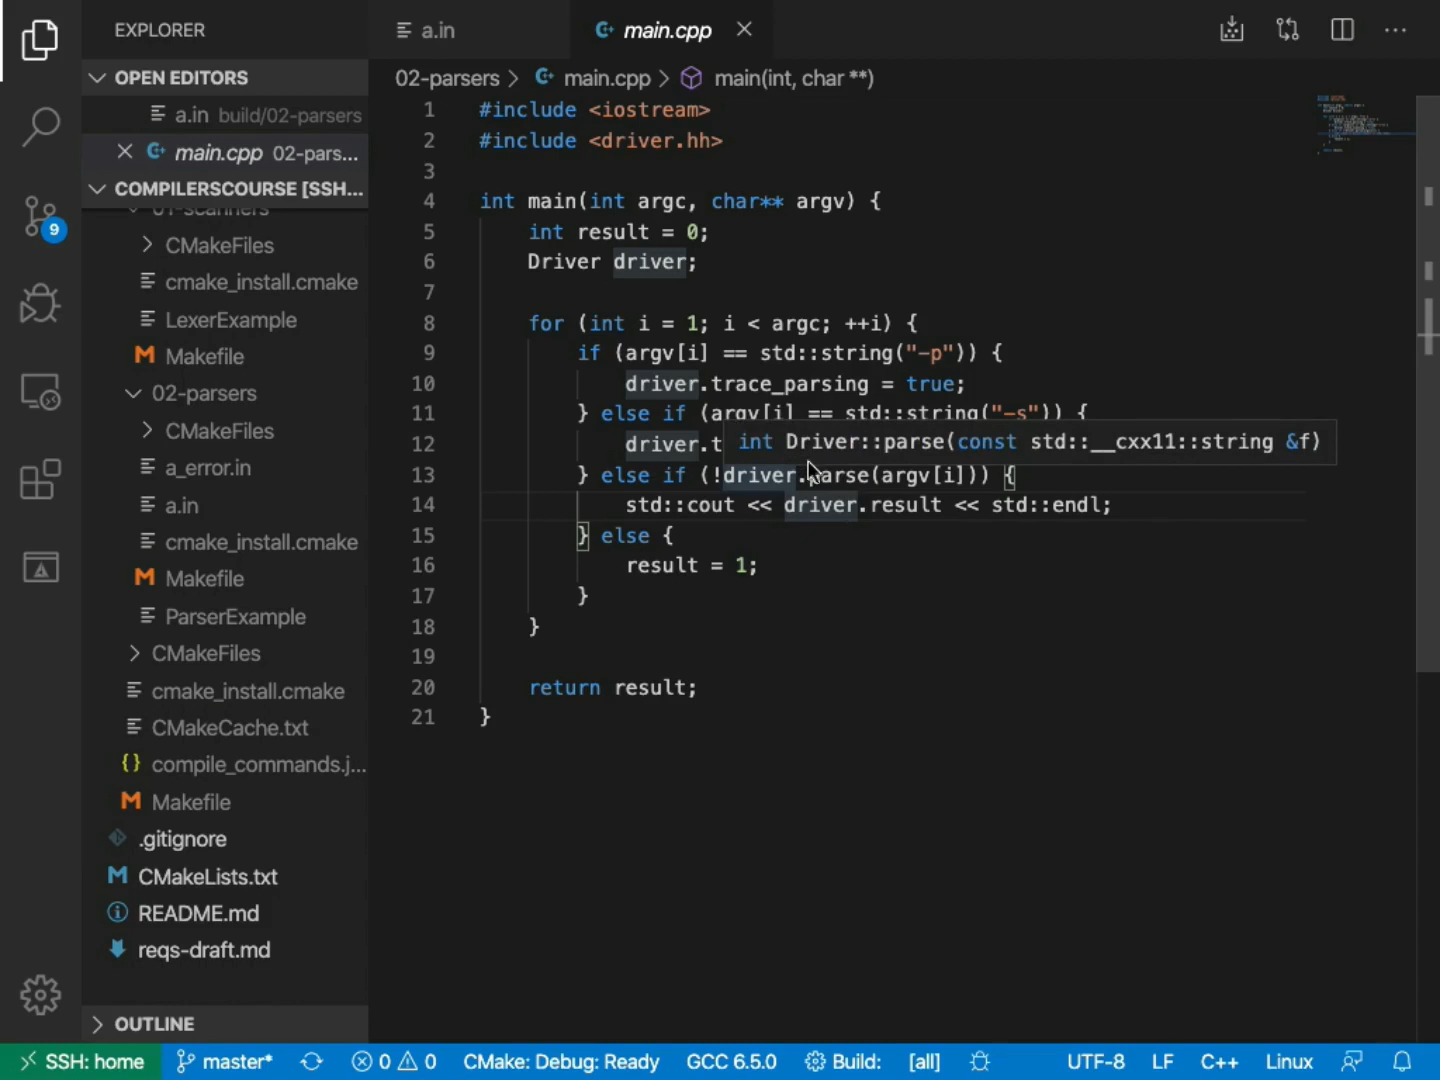 EXPLORER
a.in
main.cpp
OPEN EDITORS
02-parsers > main.cpp > main(int, char **)
a.in build/02-parsers
main.cpp 02-pars...
COMPILERSCOURSE [SSH...
01-scanners
CMakeFiles
cmake_install.cmake
LexerExample
Makefile
02-parsers
CMakeFiles
a_error.in
a.in
cmake_install.cmake
Makefile
ParserExample
CMakeFiles
cmake_install.cmake
CMakeCache.txt
compile_commands.j...
Makefile
.gitignore
CMakeLists.txt
README.md
reqs-draft.md
OUTLINE
9
1 #include <iostream>
2 #include <driver.hh>
3
4 int main(int argc, char** argv) {
5 int result = 0;
6 Driver driver;
7
8 for (int i = 1; i < argc; ++i) {
9 if (argv[i] == std::string("-p")) {
10 driver.trace_parsing = true;
11 } else if (argv[i] == std::string("-s")) {
12 driver.t
int Driver::parse(const std::__cxx11::string &f)
13 } else if (!driver.parse(argv[i])) {
14 std::cout << driver.result << std::endl;
15 } else {
16 result = 1;
17 }
18 }
19
20 return result;
21 }
SSH: home master* 0 0 CMake: Debug: Ready GCC 6.5.0 Build: [all] UTF-8 LF C++ Linux